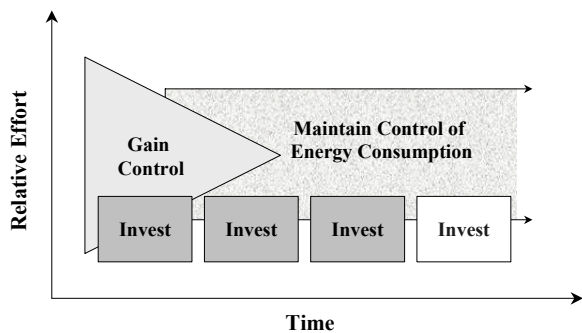 Relative Effort
Gain
Control
Maintain Control of
Energy Consumption
Invest
Invest
Invest
Invest
Time